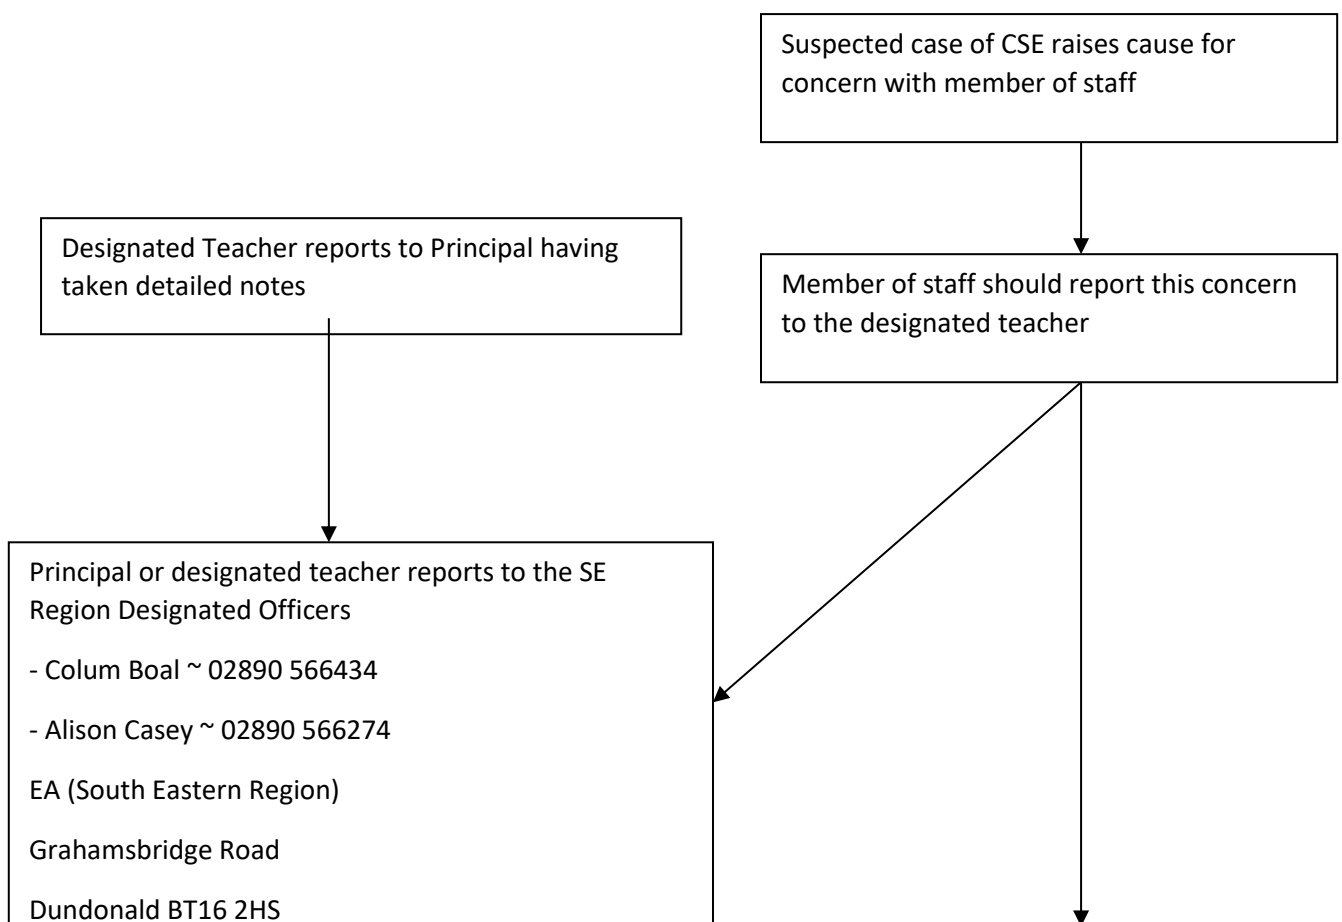 Suspected case of CSE raises cause for
concern with member of staff
Designated Teacher reports to Principal having
taken detailed notes
Member of staff should report this concern
to the designated teacher
Principal or designated teacher reports to the SE
Region Designated Officers
- Colum Boal ~ 02890 566434
- Alison Casey ~ 02890 566274
EA (South Eastern Region)
Grahamsbridge Road
Dundonald BT16 2HS